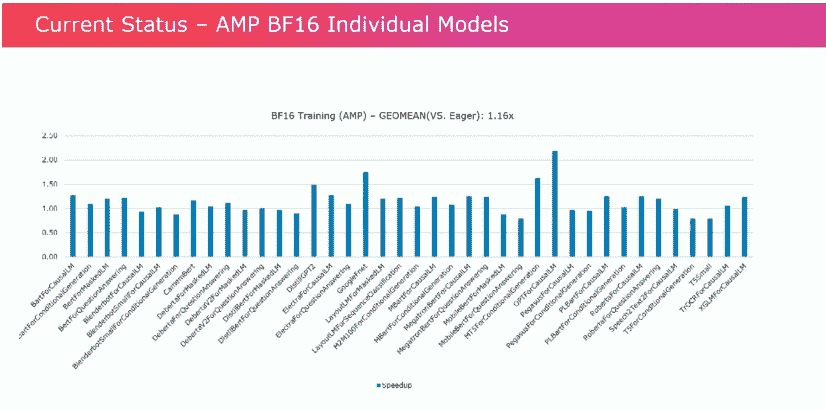 Current Status – AMP BF16 Individual Models
BF16 Training (AMP) – GEOMEAN(VS. Eager): 1.16x
2.50
2.00
1.50
1.00
0.50
0.00
BartForCausalLM
BartForConditionalGeneration
BertForMaskedLM
BertForQuestionAnswering
BlenderbotForCausalLM
BlenderbotSmallForCausalLM
BlenderbotSmallForConditionalGeneration
CamemBert
DebertaForMaskedLM
DebertaForQuestionAnswering
DebertaV2ForMaskedLM
DebertaV2ForQuestionAnswering
DistilBertForMaskedLM
DistilBertForQuestionAnswering
DistillGPT2
ElectraForCausalLM
ElectraForQuestionAnswering
GoogleFnet
LayoutLMForMaskedLM
LayoutLMForSequenceClassification
M2M100ForConditionalGeneration
MBartForCausalLM
MBartForConditionalGeneration
MegatronBertForCausalLM
MegatronBertForQuestionAnswering
MobileBertForMaskedLM
MobileBertForQuestionAnswering
MT5ForConditionalGeneration
OPTForCausalLM
PegasusForCausalLM
PegasusForConditionalGeneration
PLBartForCausalLM
PLBartForConditionalGeneration
RobertaForCausalLM
RobertaForQuestionAnswering
Speech2Text2ForCausalLM
T5ForConditionalGeneration
T5Small
TrOCRForCausalLM
XGLMForCausalLM
Speedup